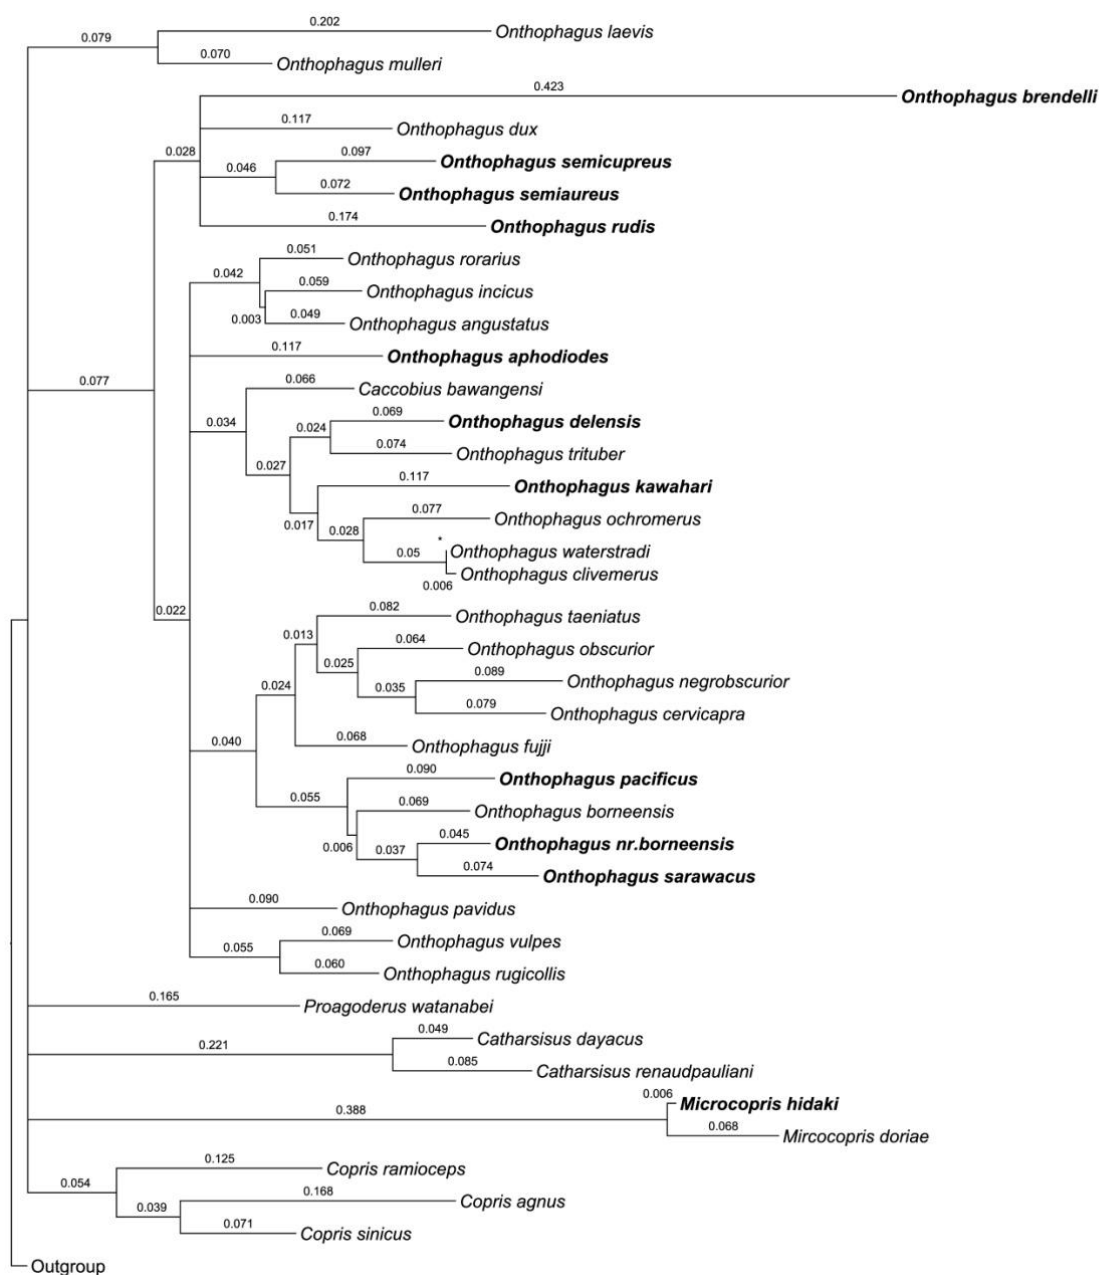 0.202
Onthophagus laevis
0.079
0.070
Onthophagus mulleri
0.423
Onthophagus brendelli
0.117
Onthophagus dux
0.028
0.097
Onthophagus semicupreus
0.046
0.072
Onthophagus semiaureus
0.174
Onthophagus rudis
0.051
Onthophagus rorarius
0.042
0.059
Onthophagus incicus
0.003
0.049
Onthophagus angustatus
0.117
Onthophagus aphodiodes
0.077
0.066
Caccobius bawangensi
0.034
0.069
Onthophagus delensis
0.024
0.074
Onthophagus trituber
0.027
0.117
Onthophagus kawahari
0.017
0.077
Onthophagus ochromerus
0.028
*
Onthophagus waterstradi
0.05
Onthophagus clivemerus
0.006
0.022
0.082
Onthophagus taeniatus
0.013
0.064
Onthophagus obscurior
0.025
0.089
Onthophagus negrobscurior
0.024
0.035
0.079
Onthophagus cervicapra
0.040
0.068
Onthophagus fujji
0.090
Onthophagus pacificus
0.055
0.069
Onthophagus borneensis
0.006
0.045
Onthophagus nr.borneensis
0.037
0.074
Onthophagus sarawacus
0.090
Onthophagus pavidus
0.069
Onthophagus vulpes
0.055
0.060
Onthophagus rugicollis
0.165
Proagoderus watanabei
0.049
Catharsisus dayacus
0.221
0.085
Catharsisus renaudpauliani
0.006
Microcopris hidaki
0.388
0.068
Mircocopris doriae
0.125
Copris ramioceps
0.054
0.168
Copris agnus
0.039
0.071
Copris sinicus
Outgroup